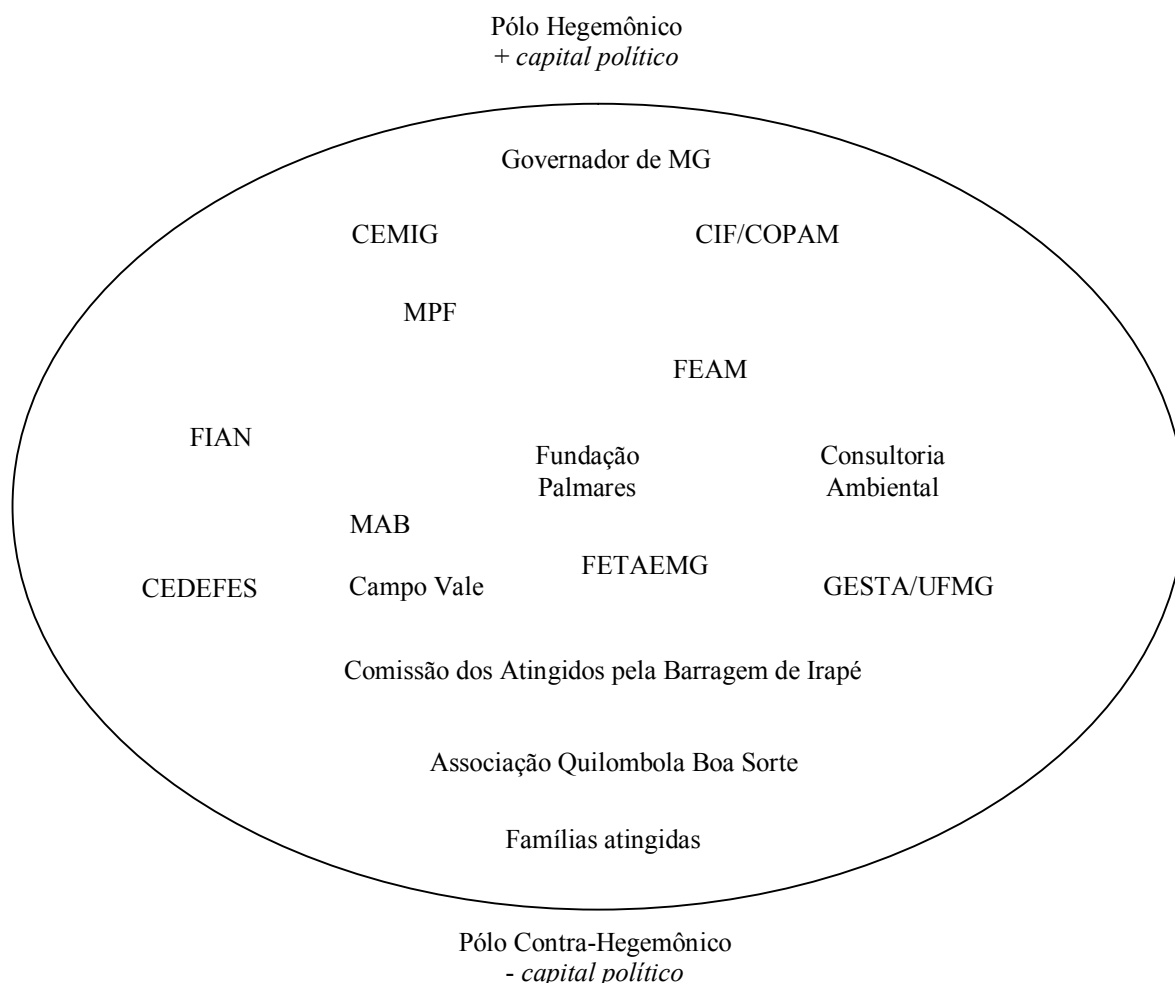 Pólo Hegemônico
+ capital político
Governador de MG
CEMIG
CIF/COPAM
MPF
FEAM
FIAN
Fundação
Palmares
Consultoria
Ambiental
MAB
FETAEMG
CEDEFES
Campo Vale
GESTA/UFMG
Comissão dos Atingidos pela Barragem de Irapé
Associação Quilombola Boa Sorte
Famílias atingidas
Pólo Contra-Hegemônico
- capital político